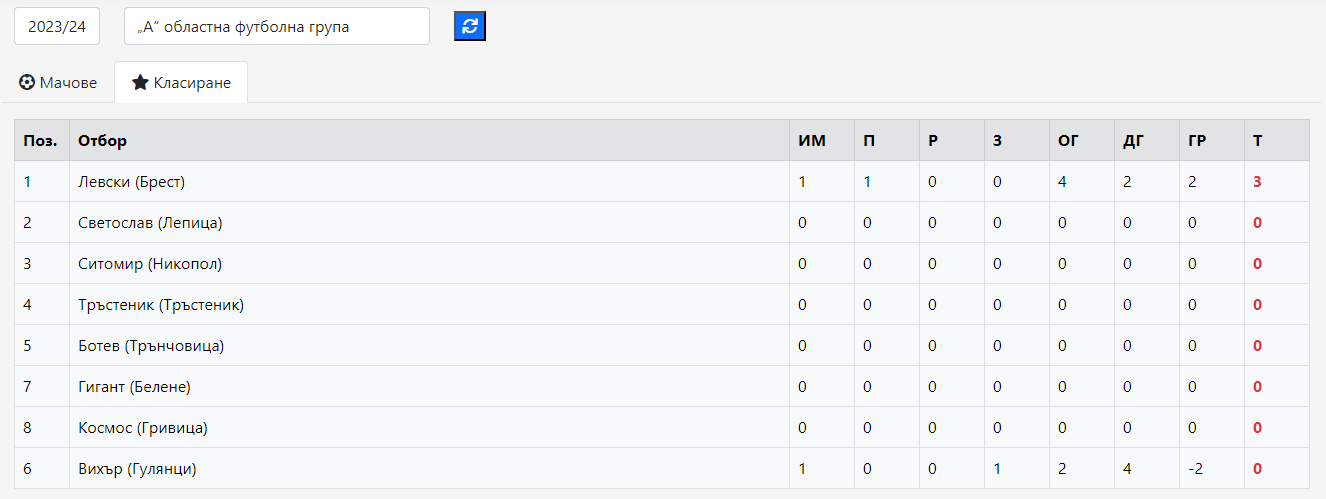 2023/24 „А“ областна футболна група
Мачове Класиране
Поз. Отбор ИМ П Р З ОГ ДГ ГР Т
1 Левски (Брест) 1 1 0 0 4 2 2 3
2 Светослав (Лепица) 0 0 0 0 0 0 0 0
3 Ситомир (Никопол) 0 0 0 0 0 0 0 0
4 Тръстеник (Тръстеник) 0 0 0 0 0 0 0 0
5 Ботев (Трънчовица) 0 0 0 0 0 0 0 0
7 Гигант (Белене) 0 0 0 0 0 0 0 0
8 Космос (Гривица) 0 0 0 0 0 0 0 0
6 Вихър (Гулянци) 1 0 0 1 2 4 -2 0